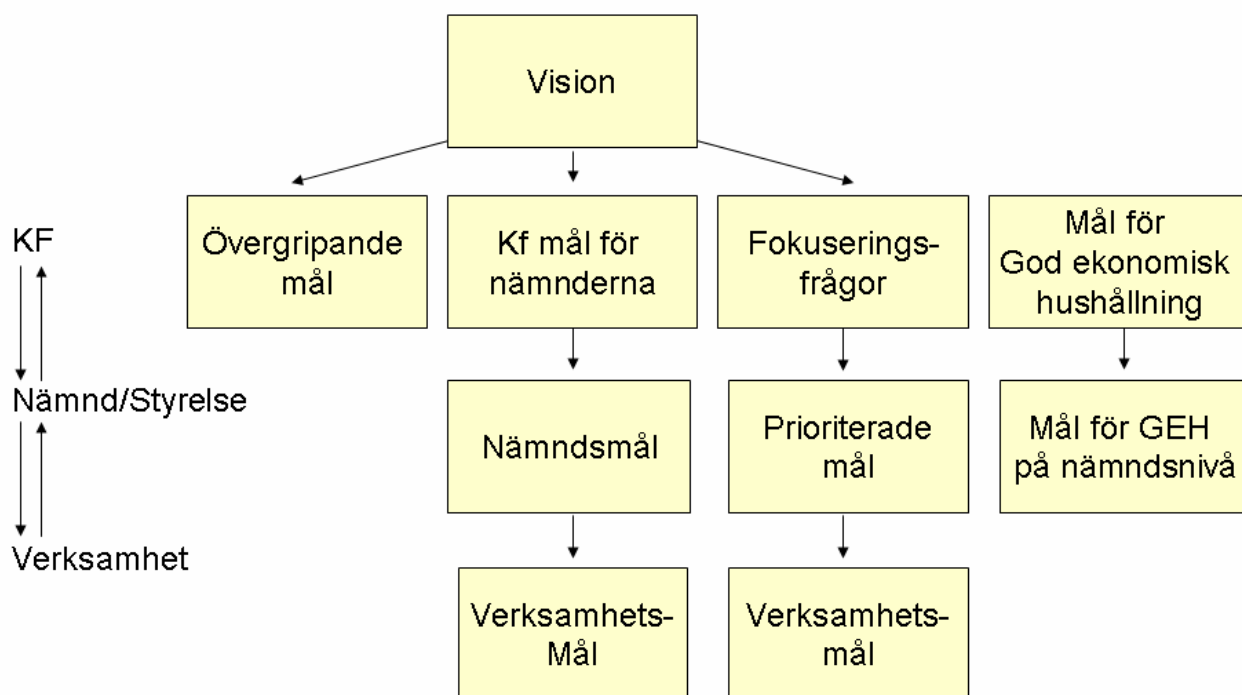 Vision
KF
Övergripande
mål
Kf mål för
nämnderna
Fokuserings-
frågor
Mål för
God ekonomisk
hushållning
Nämnd/Styrelse
Nämndsmål
Prioriterade
mål
Mål för GEH
på nämndsnivå
Verksamhet
Verksamhets-
Mål
Verksamhets-
mål